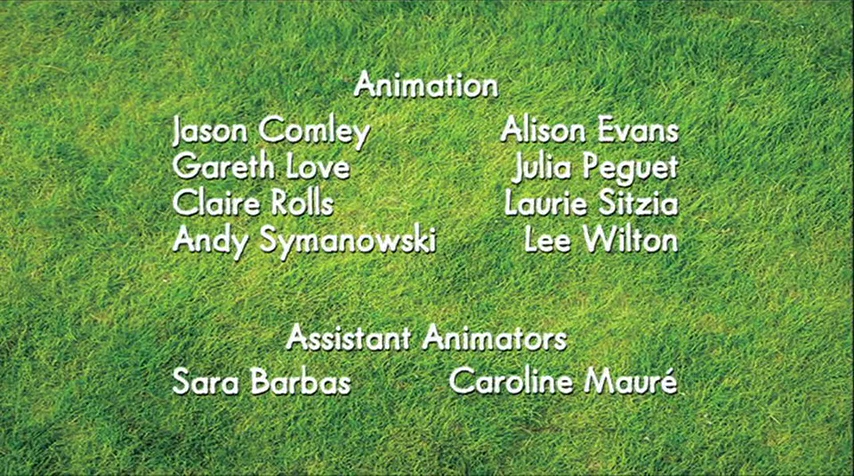 Animation
Jason Comley Alison Evans
Gareth Love Julia Peguet
Claire Rolls Laurie Sitzia
Andy Symanowski Lee Wilton
Assistant Animators
Sara Barbas Caroline Mauré